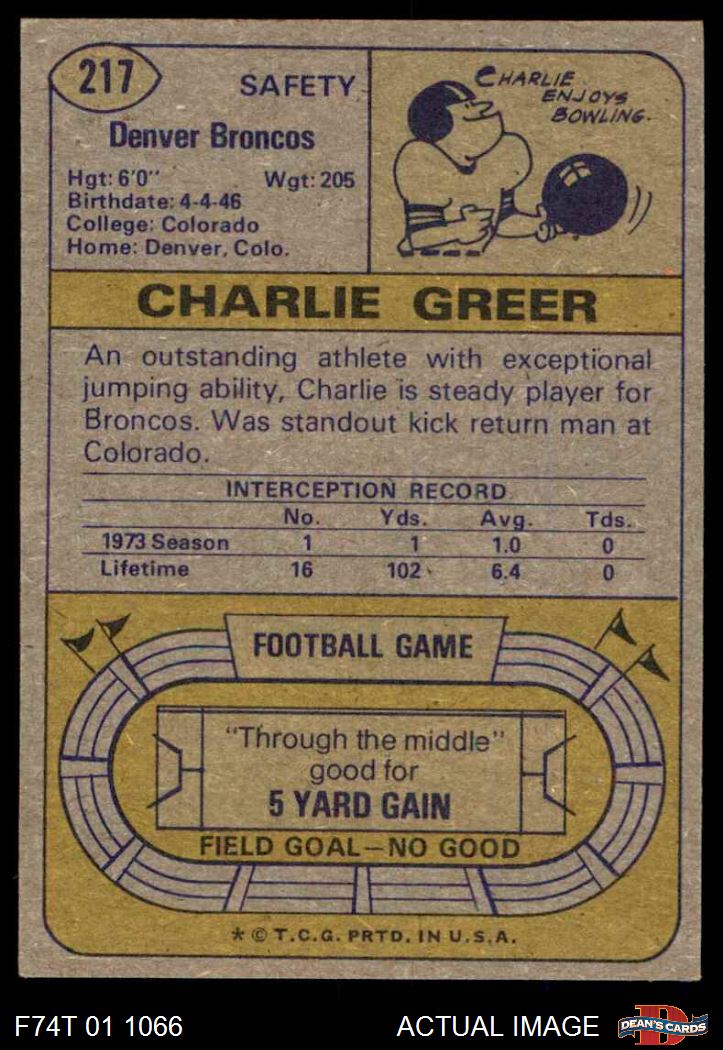 217
SAFETY
Denver Broncos
Hgt: 6'0" Wgt: 205
Birthdate: 4-4-46
College: Colorado
Home: Denver, Colo.
CHARLIE
ENJOYS
BOWLING.
CHARLIE GREER
An outstanding athlete with exceptional
jumping ability, Charlie is steady player for
Broncos. Was standout kick return man at
Colorado.
INTERCEPTION RECORD
No. Yds. Avg. Tds.
1973 Season 1 1 1.0 0
Lifetime 16 102 6.4 0
FOOTBALL GAME
"Through the middle"
good for
5 YARD GAIN
FIELD GOAL—NO GOOD
* © T.C.G. PRTD. IN U.S.A.
F74T 01 1066 ACTUAL IMAGE
D
DEAN'S CARDS